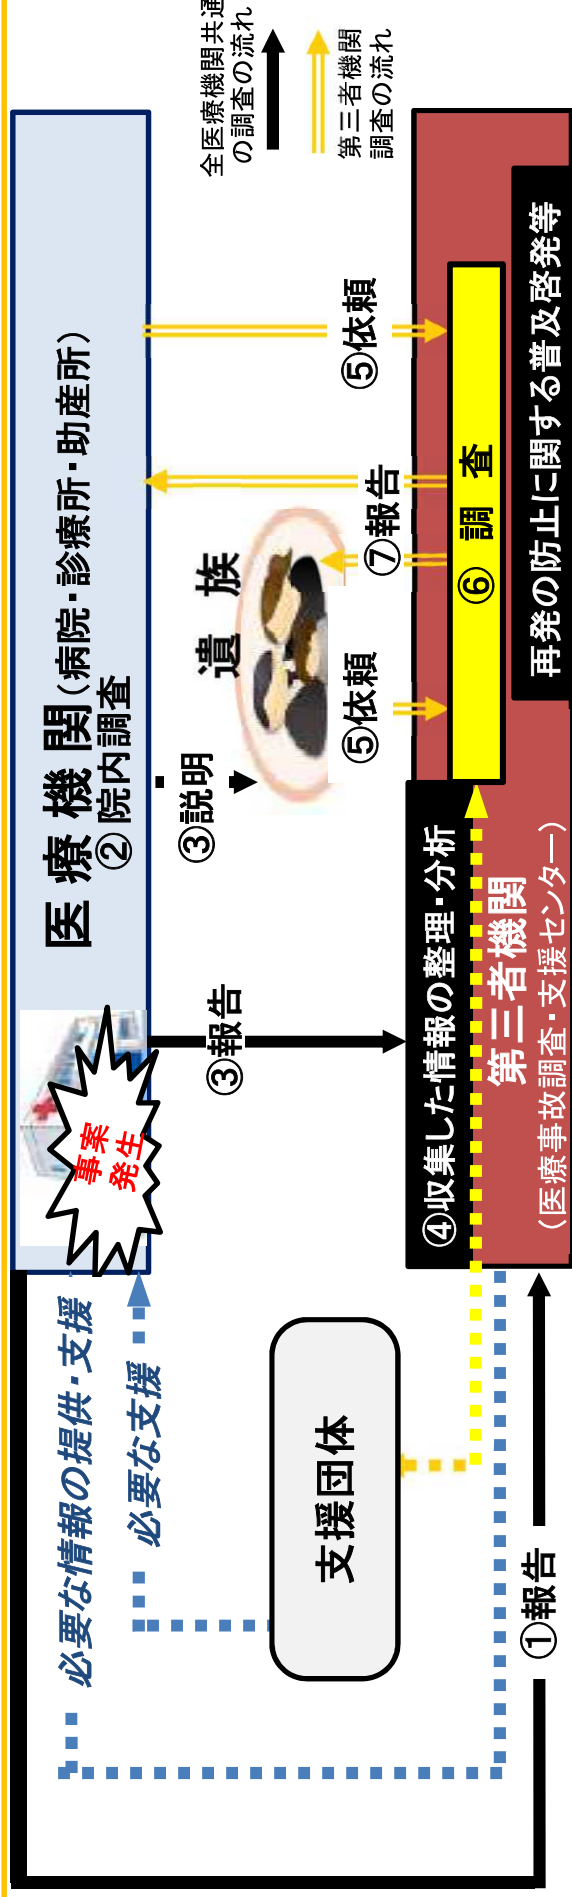 全医療機関共通
の調査の流れ
第三者機関
調査の流れ
医療機関(病院・診療所・助産所)
②院内調査
事案
発生
③説明
遺族
③報告
⑤依頼
⑤依頼
⑦報告
⑥調査
④収集した情報の整理・分析
第三者機関
(医療事故調査・支援センター)
再発の防止に関する普及啓発等
必要な情報の提供・支援
必要な支援
支援団体
①報告